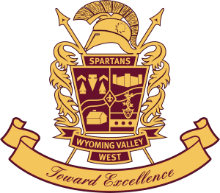 SPARTANS
WYOMING VALLEY
WEST
Toward Excellence